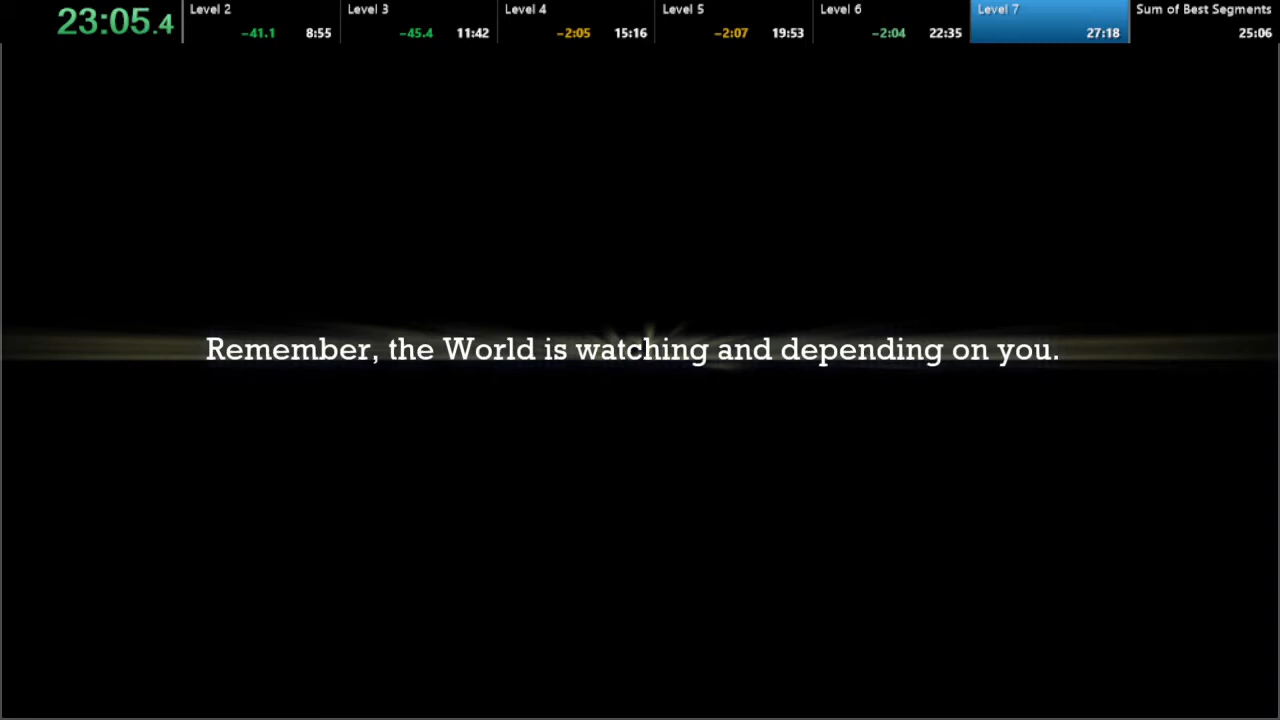 23:05.4
Level 2
−41.1 8:55
Level 3
−45.4 11:42
Level 4
−2:05 15:16
Level 5
−2:07 19:53
Level 6
−2:04 22:35
Level 7
27:18
Sum of Best Segments
25:06
Remember, the World is watching and depending on you.